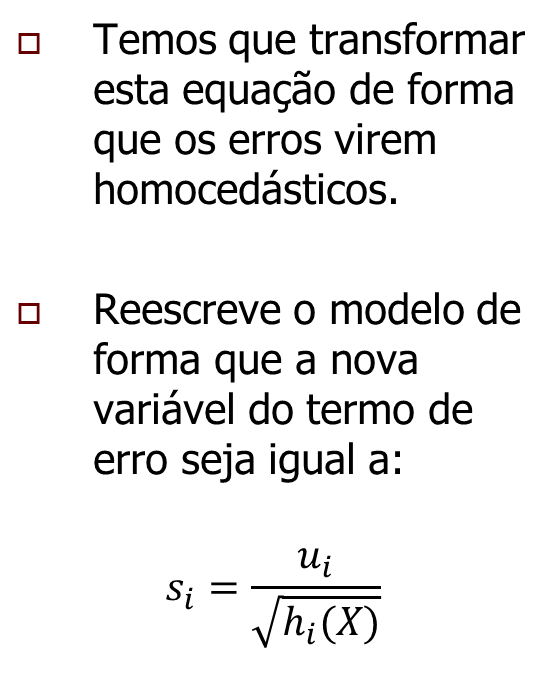 Temos que transformar
esta equação de forma
que os erros virem
homocedásticos.
Reescreve o modelo de
forma que a nova
variável do termo de
erro seja igual a:
s_i = u_i / √(h_i(X))